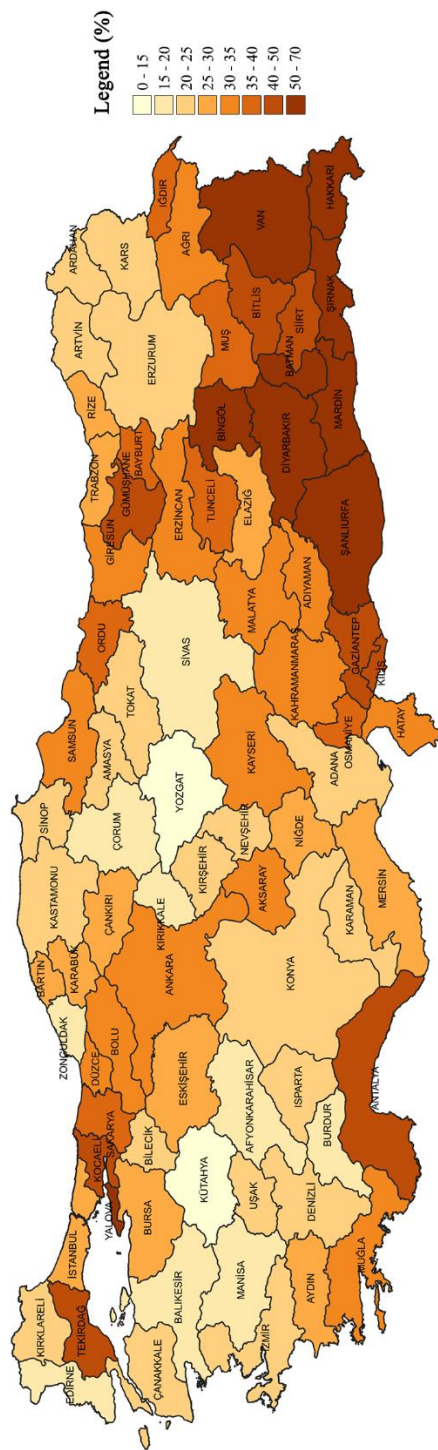 Legend (%)
0 - 15
15 - 20
20 - 25
25 - 30
30 - 35
35 - 40
40 - 50
50 - 70
KIRKLARELİ
EDİRNE
TEKİRDAĞ
İSTANBUL
ÇANAKKALE
BALIKESİR
YALOVA
KOCAELİ
SAKARYA
BURSA
BİLECİK
KÜTAHYA
MANİSA
İZMİR
UŞAK
AYDIN
DENİZLİ
MUĞLA
DÜZCE
BOLU
ZONGULDAK
BARTIN
KARABÜK
KASTAMONU
ÇANKIRI
ESKİŞEHİR
AFYONKARAHİSAR
ISPARTA
BURDUR
ANTALYA
ANKARA
KONYA
KARAMAN
MERSİN
SİNOP
ÇORUM
KIRIKKALE
KIRŞEHİR
AKSARAY
NEVŞEHİR
NİĞDE
YOZGAT
SAMSUN
AMASYA
TOKAT
ORDU
SİVAS
KAYSERİ
ADANA
OSMANİYE
HATAY
KAHRAMANMARAŞ
GAZİANTEP
KİLİS
MALATYA
ADIYAMAN
GİRESUN
TRABZON
GÜMÜŞHANE
BAYBURT
RİZE
ERZİNCAN
TUNCELİ
ELAZIĞ
ŞANLIURFA
DİYARBAKIR
BİNGÖL
MARDİN
ARTVİN
ARDAHAN
KARS
ERZURUM
IĞDIR
AĞRI
MUŞ
BİTLİS
BATMAN
SİİRT
VAN
ŞIRNAK
HAKKARİ